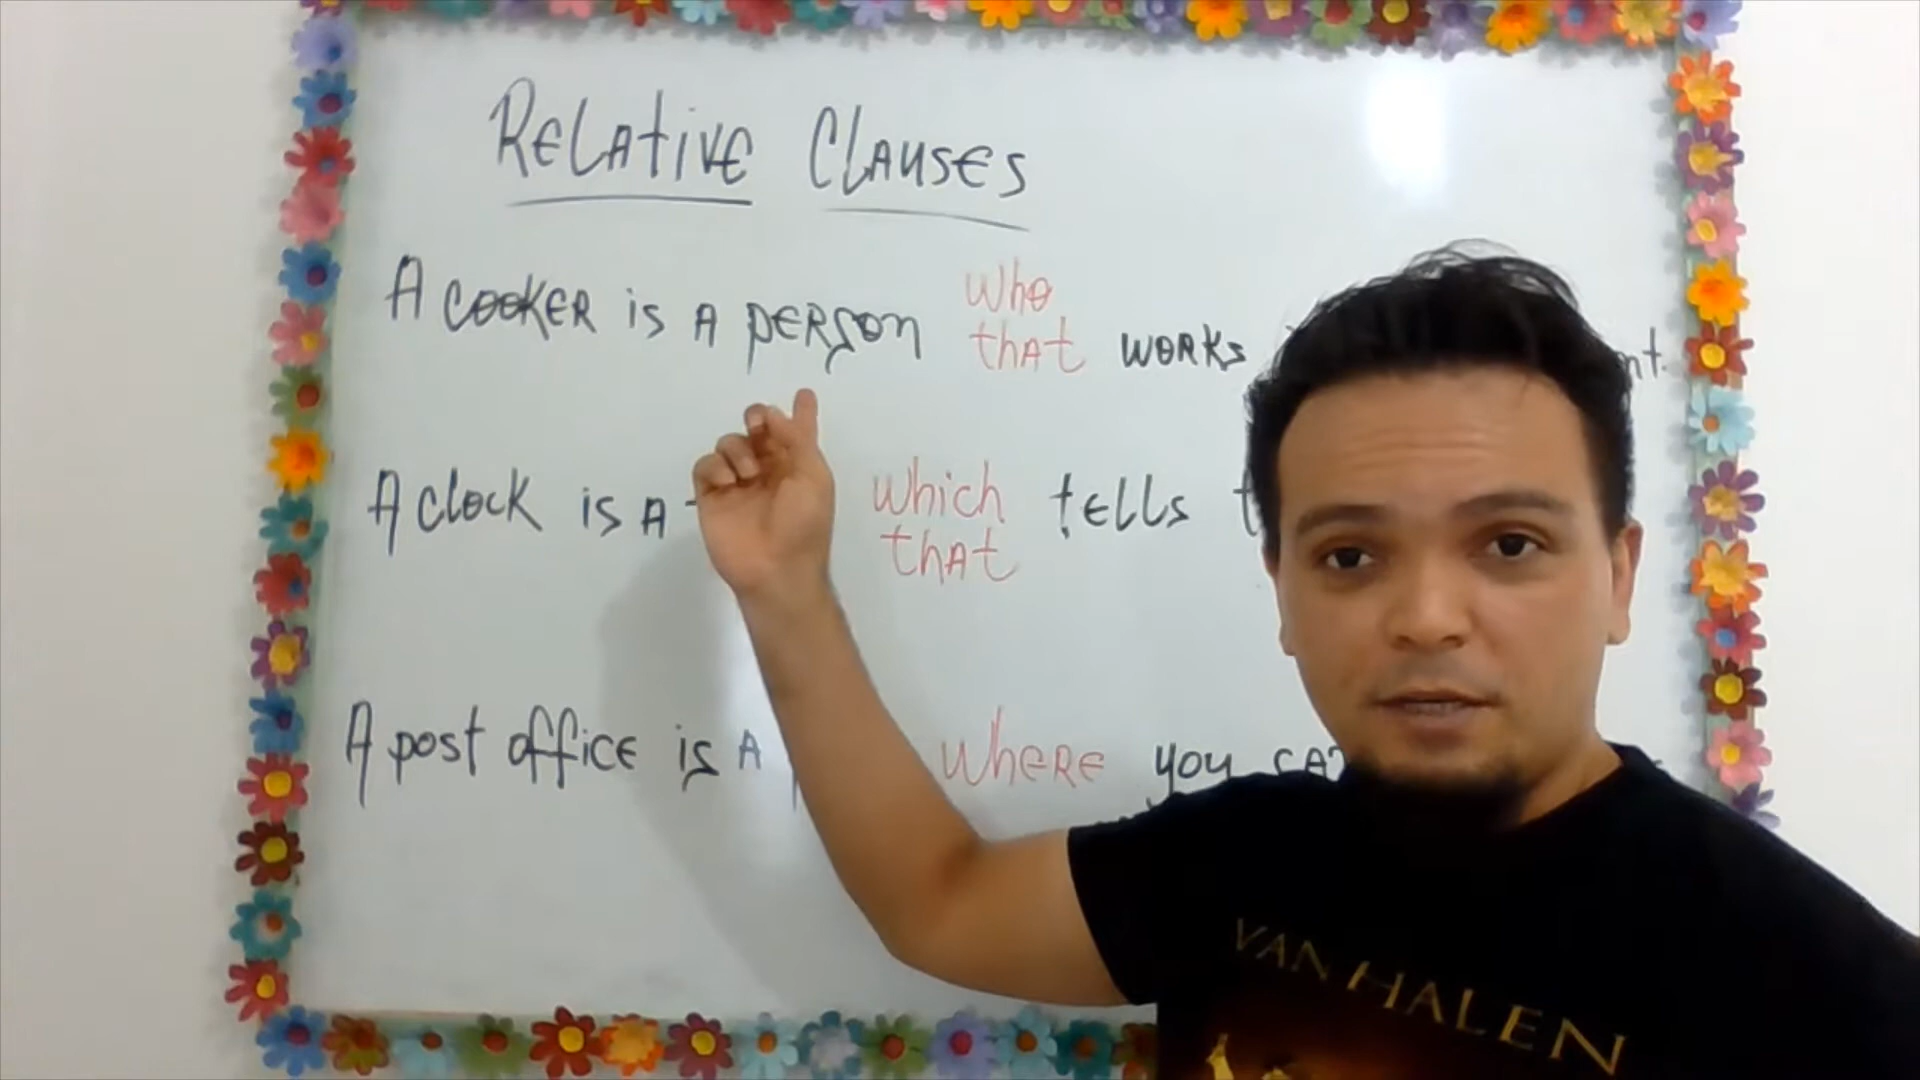 Relative Clauses
A cooker is a person who
that works
A clock is a which tells
that
A post office is a where you
VAN HALEN